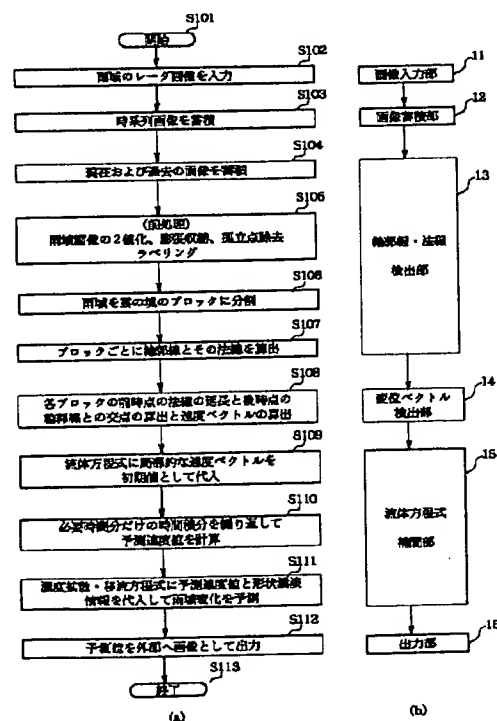 S101
開始
S102
雨域のレーダ画像を入力
S103
時系列画像を蓄積
S104
現在および過去の画像を蓄積
S105
(前処理)
雨域画像の2値化、膨張収縮、孤立点除去
ラベリング
S106
雨域を雲の塊のブロックに分割
S107
ブロックごとに輪郭線とその法線を算出
S108
各ブロックの前時点の法線の延長と後時点の
輪郭線との交点の算出と速度ベクトルの算出
S109
流体方程式に離散的な速度ベクトルを
初期値として代入
S110
必要時間分だけの時間積分を繰り返して
予測速度値を計算
S111
濃度拡散・移流方程式に予測速度値と形状濃淡
情報を代入して雨域変化を予測
S112
予測値を外部へ画像として出力
S113
終了
(a)
11
画像入力部
12
画像蓄積部
13
輪郭線・法線
検出部
14
変位ベクトル
検出部
15
流体方程式
補間部
16
出力部
(b)